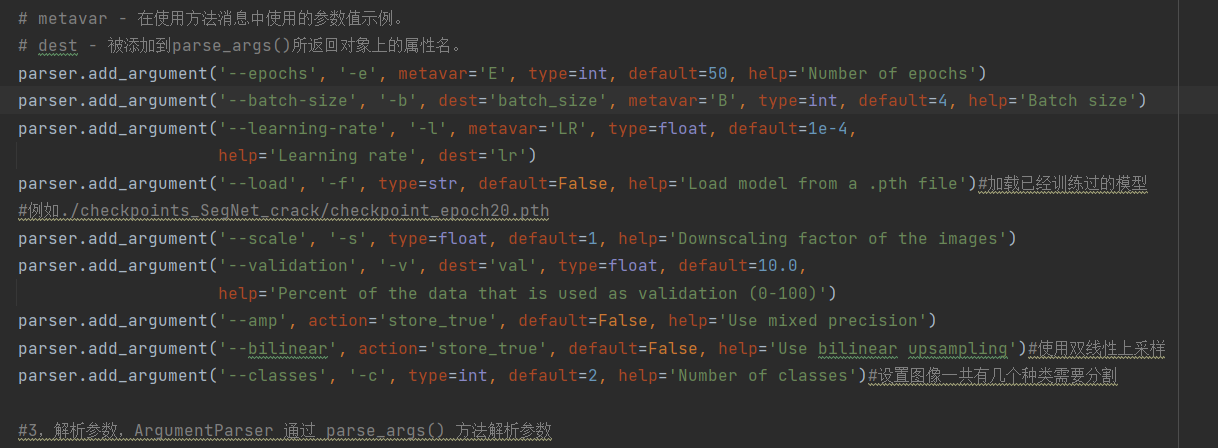 # metavar - 在使用方法消息中使用的参数值示例。
# dest - 被添加到parse_args()所返回对象上的属性名。
parser.add_argument('--epochs', '-e', metavar='E', type=int, default=50, help='Number of epochs')
parser.add_argument('--batch-size', '-b', dest='batch_size', metavar='B', type=int, default=4, help='Batch size')
parser.add_argument('--learning-rate', '-l', metavar='LR', type=float, default=1e-4,
help='Learning rate', dest='lr')
parser.add_argument('--load', '-f', type=str, default=False, help='Load model from a .pth file')#加载已经训练过的模型
#例如./checkpoints_SegNet_crack/checkpoint_epoch20.pth
parser.add_argument('--scale', '-s', type=float, default=1, help='Downscaling factor of the images')
parser.add_argument('--validation', '-v', dest='val', type=float, default=10.0,
help='Percent of the data that is used as validation (0-100)')
parser.add_argument('--amp', action='store_true', default=False, help='Use mixed precision')
parser.add_argument('--bilinear', action='store_true', default=False, help='Use bilinear upsampling')#使用双线性上采样
parser.add_argument('--classes', '-c', type=int, default=2, help='Number of classes')#设置图像一共有几个种类需要分割
#3，解析参数，ArgumentParser 通过 parse_args() 方法解析参数